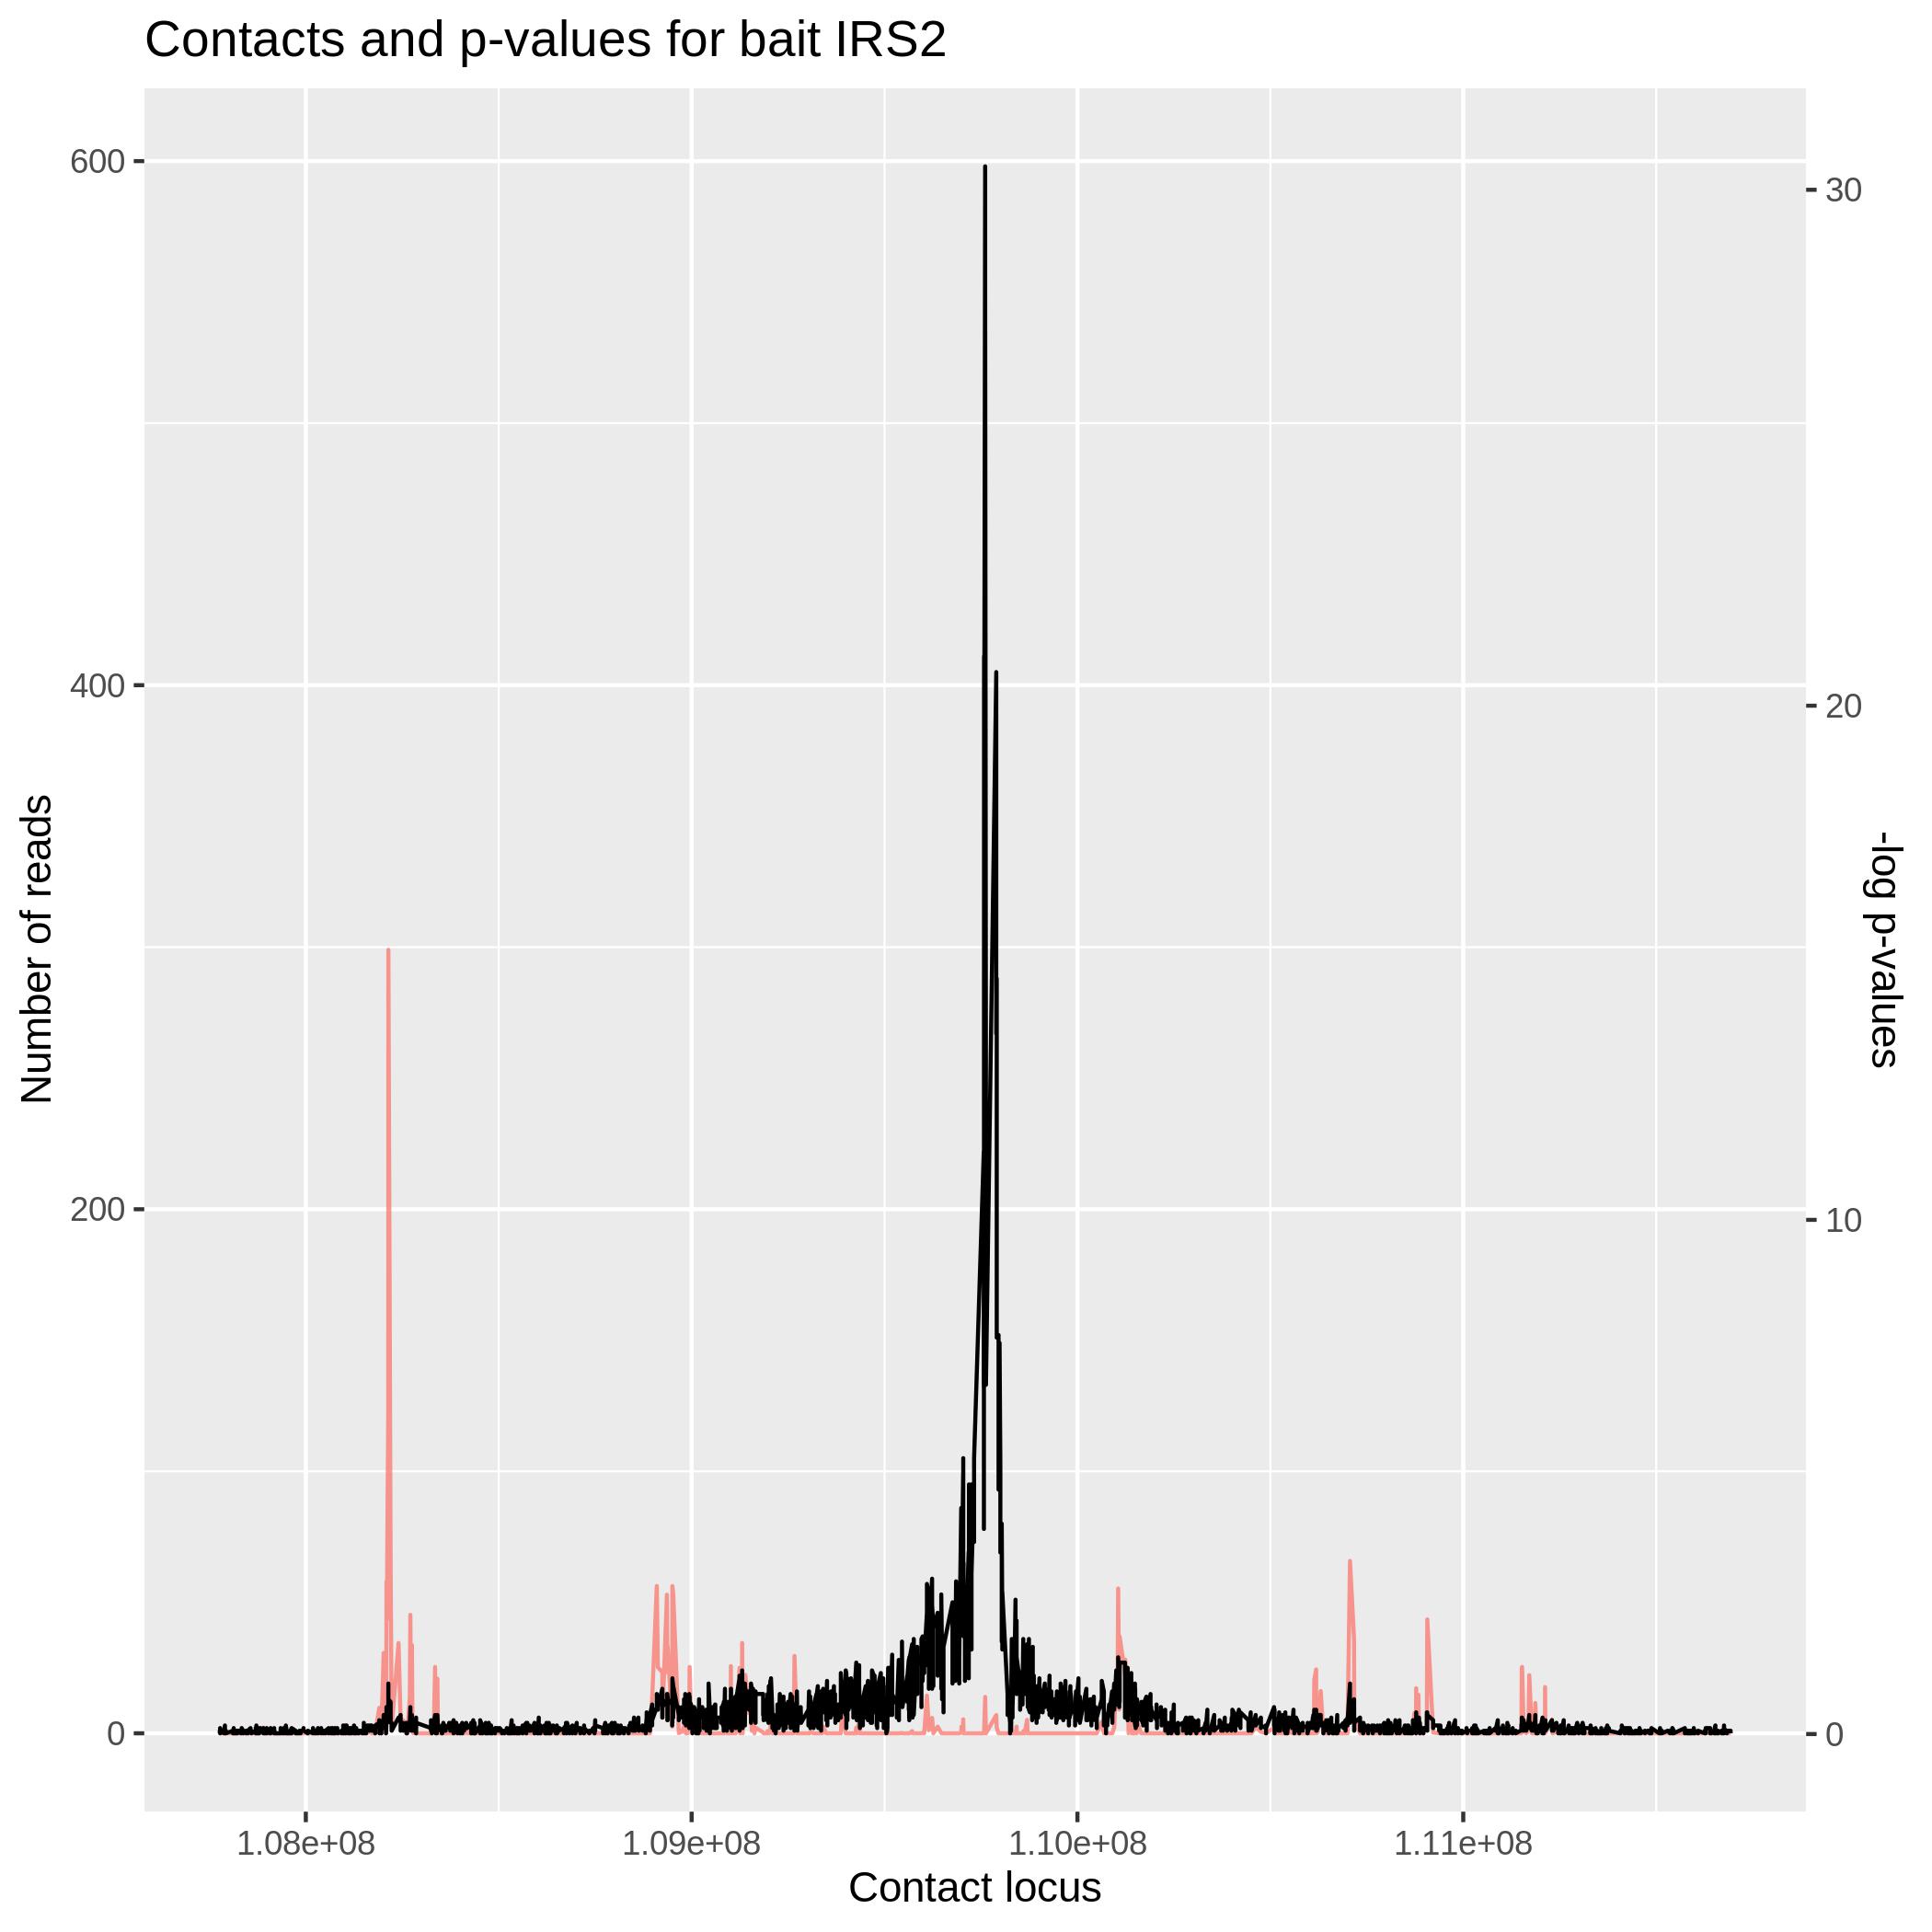 Contacts and p-values for bait IRS2
600
400
200
0
30
20
10
0
Number of reads
-log p-values
1.08e+08
1.09e+08
1.10e+08
1.11e+08
Contact locus